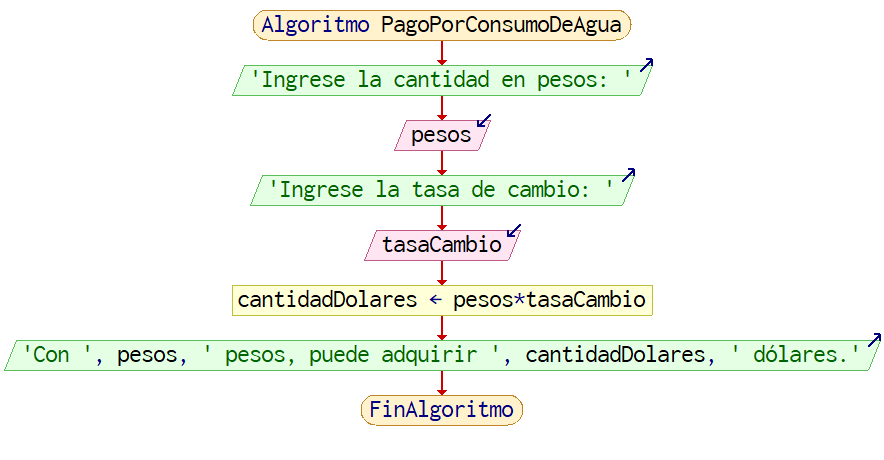 Algoritmo PagoPorConsumoDeAgua
'Ingrese la cantidad en pesos: '
pesos
'Ingrese la tasa de cambio: '
tasaCambio
cantidadDolares ← pesos*tasaCambio
'Con ', pesos, ' pesos, puede adquirir ', cantidadDolares, ' dólares.'
FinAlgoritmo